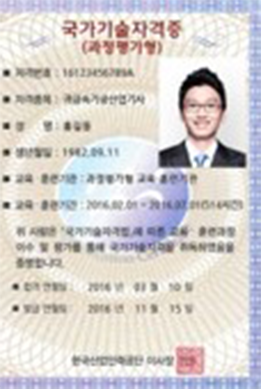 국가기술자격증
(과정평가형)
■ 자격번호 : 16123456789A
■ 자격종목 : 귀금속가공산업기사
■ 성 명 : 홍길동
■ 생년월일 : 1982.09.11
■ 교육·훈련기관 : 과정평가형 교육 훈련기관
■ 교육·훈련기간 : 2016.02.01 ~ 2016.07.01(514시간)
위 사람은 「국가기술자격법」에 따른 교육·훈련과정
이수 및 평가를 통해 국가기술자격을 취득하였음을
증명합니다.
■ 합격 연월일 : 2016 년 03 월 10 일
■ 발급 연월일 : 2016 년 11 월 15 일
한국산업인력공단 이사장